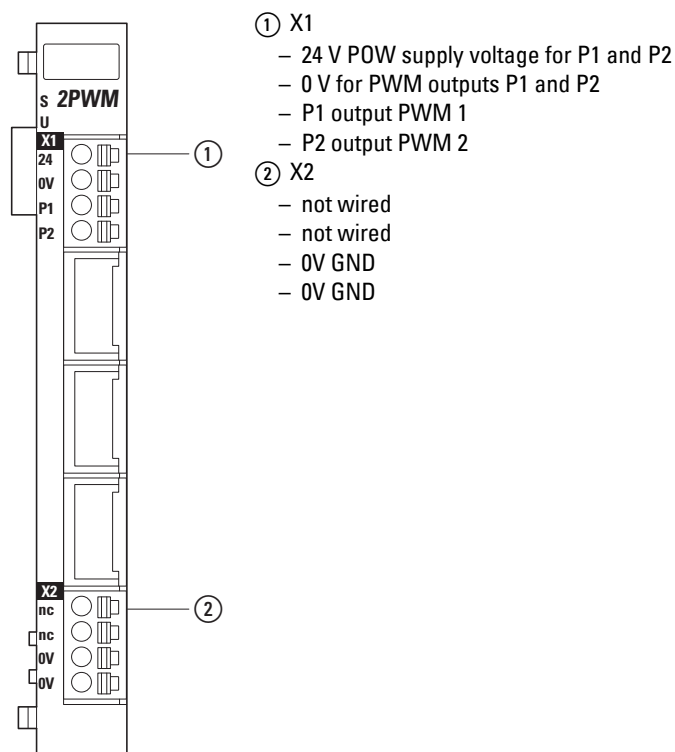 S 2PWM
U
X1
24
0V
P1
P2
X2
nc
nc
0V
0V
1
2
① X1
– 24 V POW supply voltage for P1 and P2
– 0 V for PWM outputs P1 and P2
– P1 output PWM 1
– P2 output PWM 2
② X2
– not wired
– not wired
– 0V GND
– 0V GND